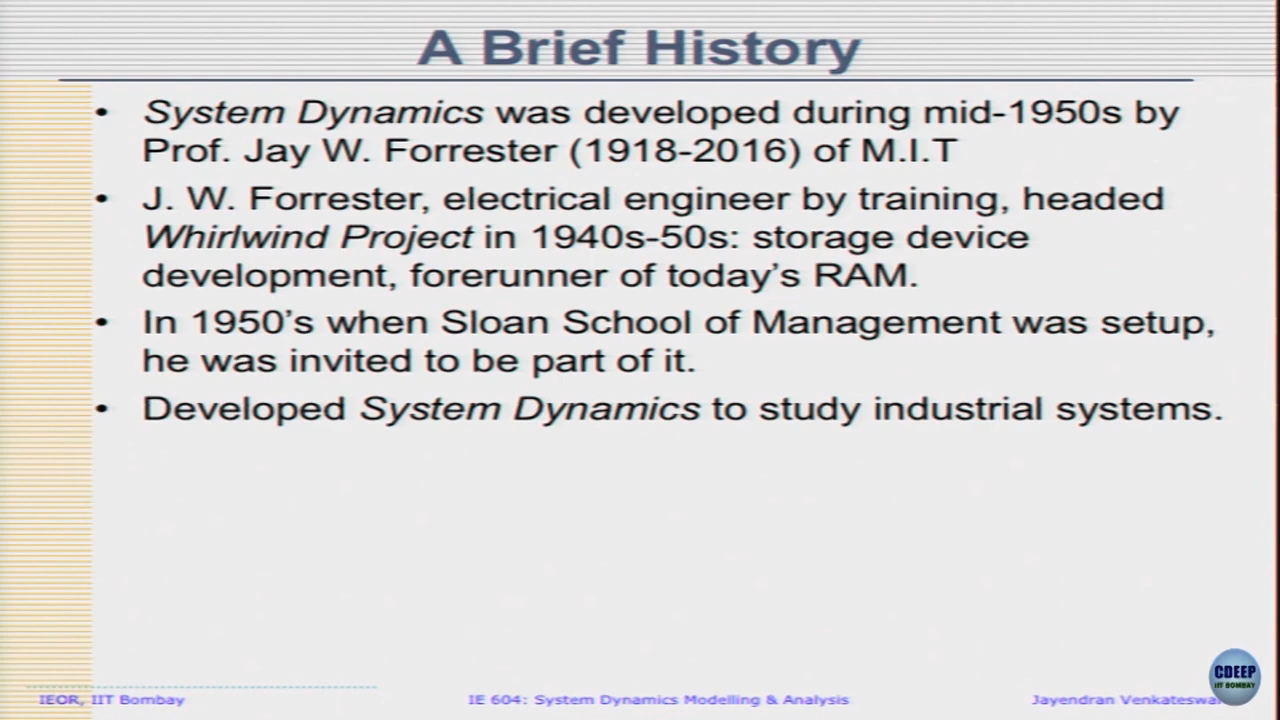 A Brief History
• System Dynamics was developed during mid-1950s by
Prof. Jay W. Forrester (1918-2016) of M.I.T
• J. W. Forrester, electrical engineer by training, headed
Whirlwind Project in 1940s-50s: storage device
development, forerunner of today's RAM.
• In 1950's when Sloan School of Management was setup,
he was invited to be part of it.
• Developed System Dynamics to study industrial systems.
CDEEP
IIT BOMBAY
IEOR, IIT Bombay
IE 604: System Dynamics Modelling & Analysis
Jayendran